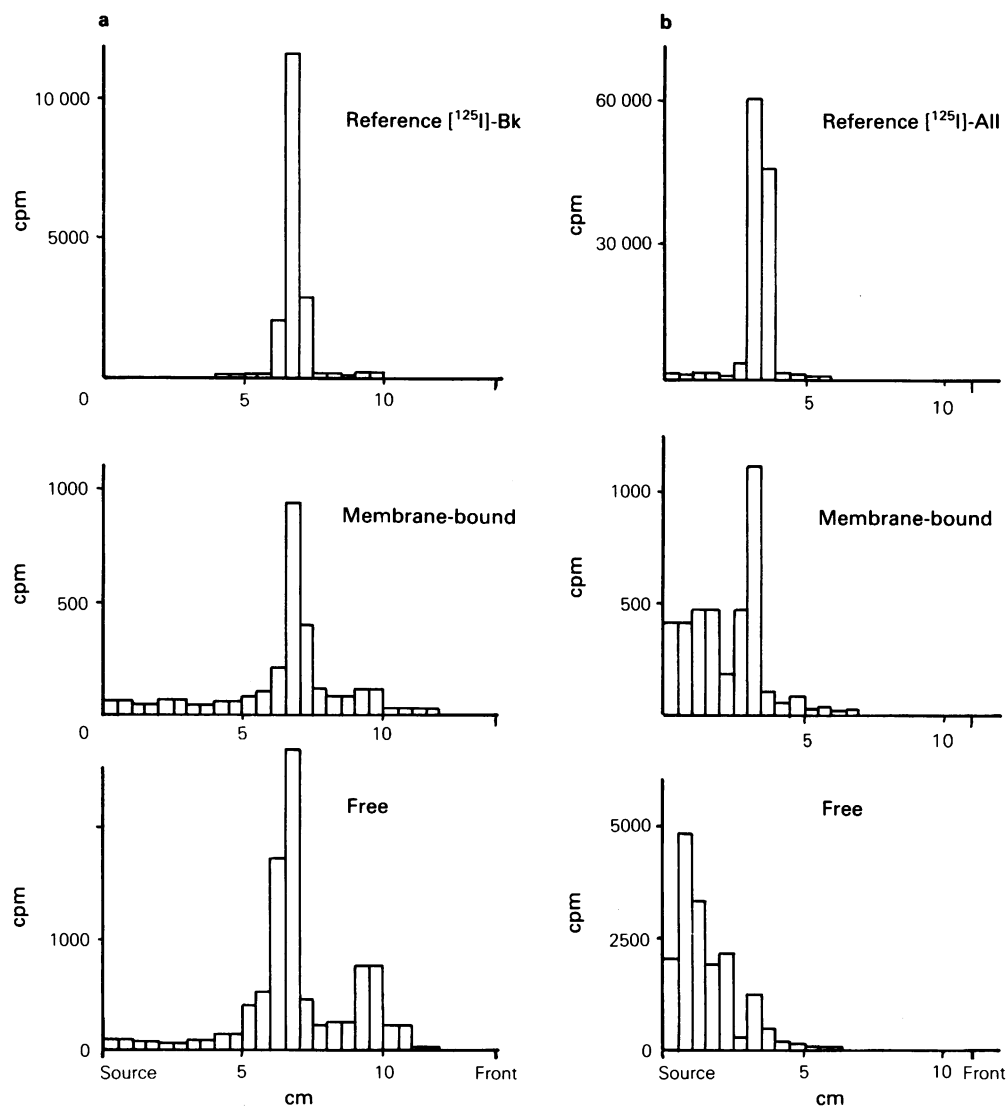 a
10 000
5000
cpm
Reference [¹²⁵I]-Bk
0
5
10
1000
500
cpm
Membrane-bound
0
5
10
1000
0
cpm
Free
Source
5
10
Front
cm
b
60 000
30 000
cpm
Reference [¹²⁵I]-AII
5
10
1000
500
cpm
Membrane-bound
5
10
5000
2500
0
cpm
Free
Source
5
10
Front
cm